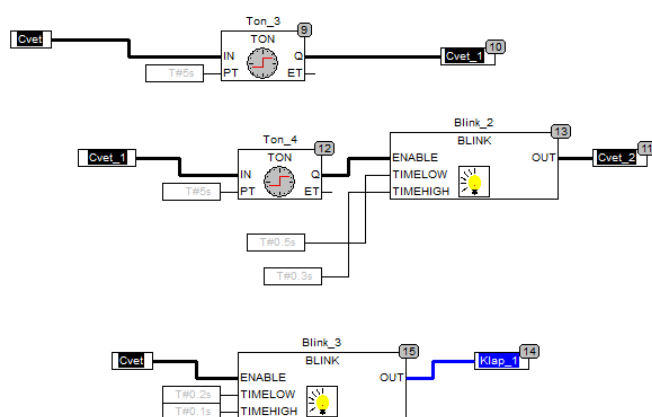 Ton_3
9
Cvet
TON
10
IN
Q
Cvet_1
T#5s
PT
ET
Blink_2
13
Ton_4
12
BLINK
11
Cvet_1
TON
ENABLE
OUT
Cvet_2
IN
Q
TIMELOW
T#5s
PT
ET
TIMEHIGH
T#0.5s
T#0.3s
Blink_3
15
14
Cvet
BLINK
Klap_1
ENABLE
OUT
T#0.2s
TIMELOW
T#0.1s
TIMEHIGH